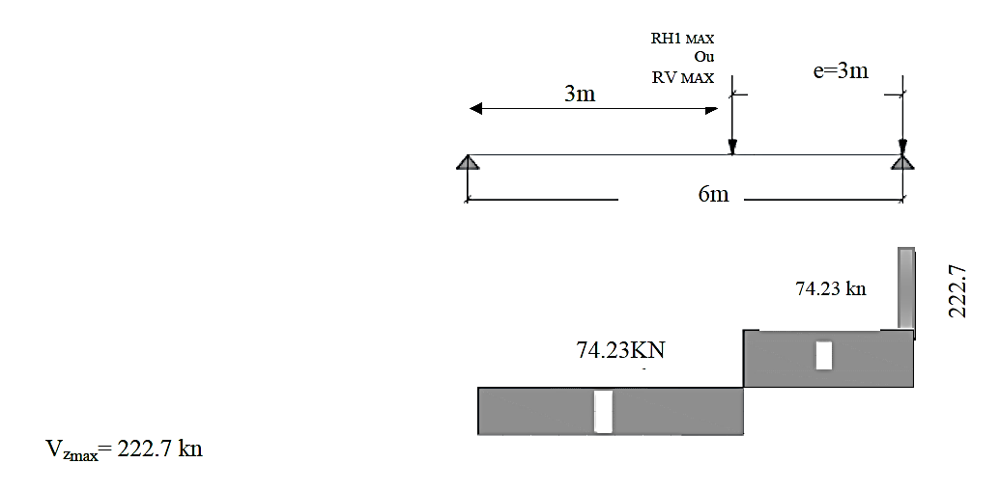 RH1 MAX
Ou
RV MAX
e=3m
3m
6m
74.23 kn
222.7
74.23KN
Vzmax= 222.7 kn